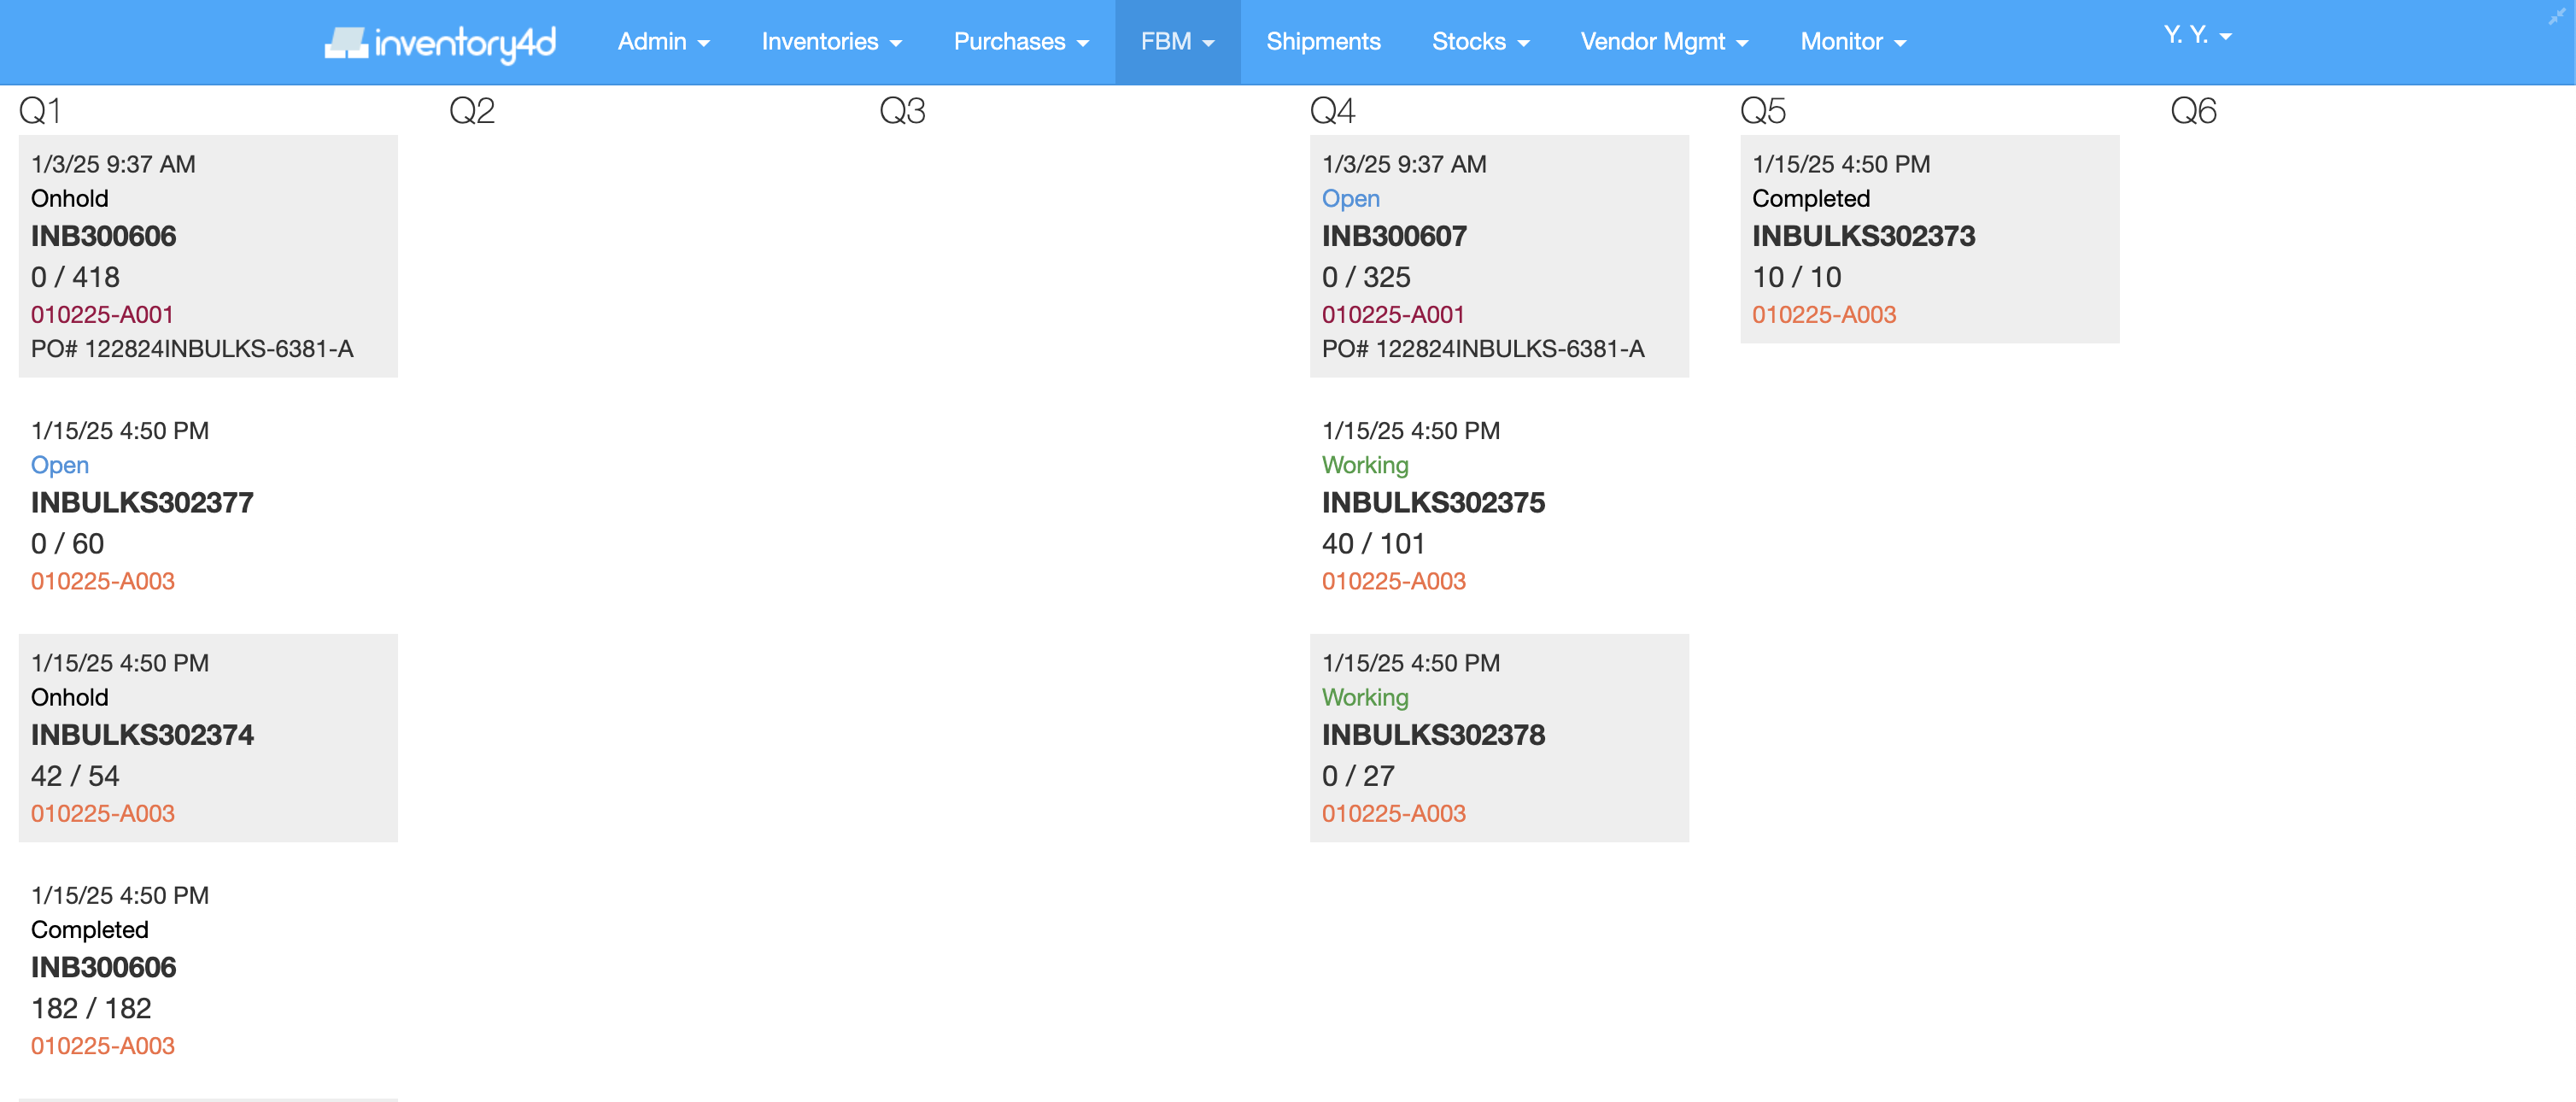 inventory4d Admin Inventories Purchases FBM Shipments Stocks Vendor Mgmt Monitor Y. Y.
Q1
1/3/25 9:37 AM
Onhold
INB300606
0 / 418
010225-A001
PO# 122824INBULKS-6381-A
1/15/25 4:50 PM
Open
INBULKS302377
0 / 60
010225-A003
1/15/25 4:50 PM
Onhold
INBULKS302374
42 / 54
010225-A003
1/15/25 4:50 PM
Completed
INB300606
182 / 182
010225-A003
Q2
Q3
Q4
1/3/25 9:37 AM
Open
INB300607
0 / 325
010225-A001
PO# 122824INBULKS-6381-A
1/15/25 4:50 PM
Working
INBULKS302375
40 / 101
010225-A003
1/15/25 4:50 PM
Working
INBULKS302378
0 / 27
010225-A003
Q5
1/15/25 4:50 PM
Completed
INBULKS302373
10 / 10
010225-A003
Q6